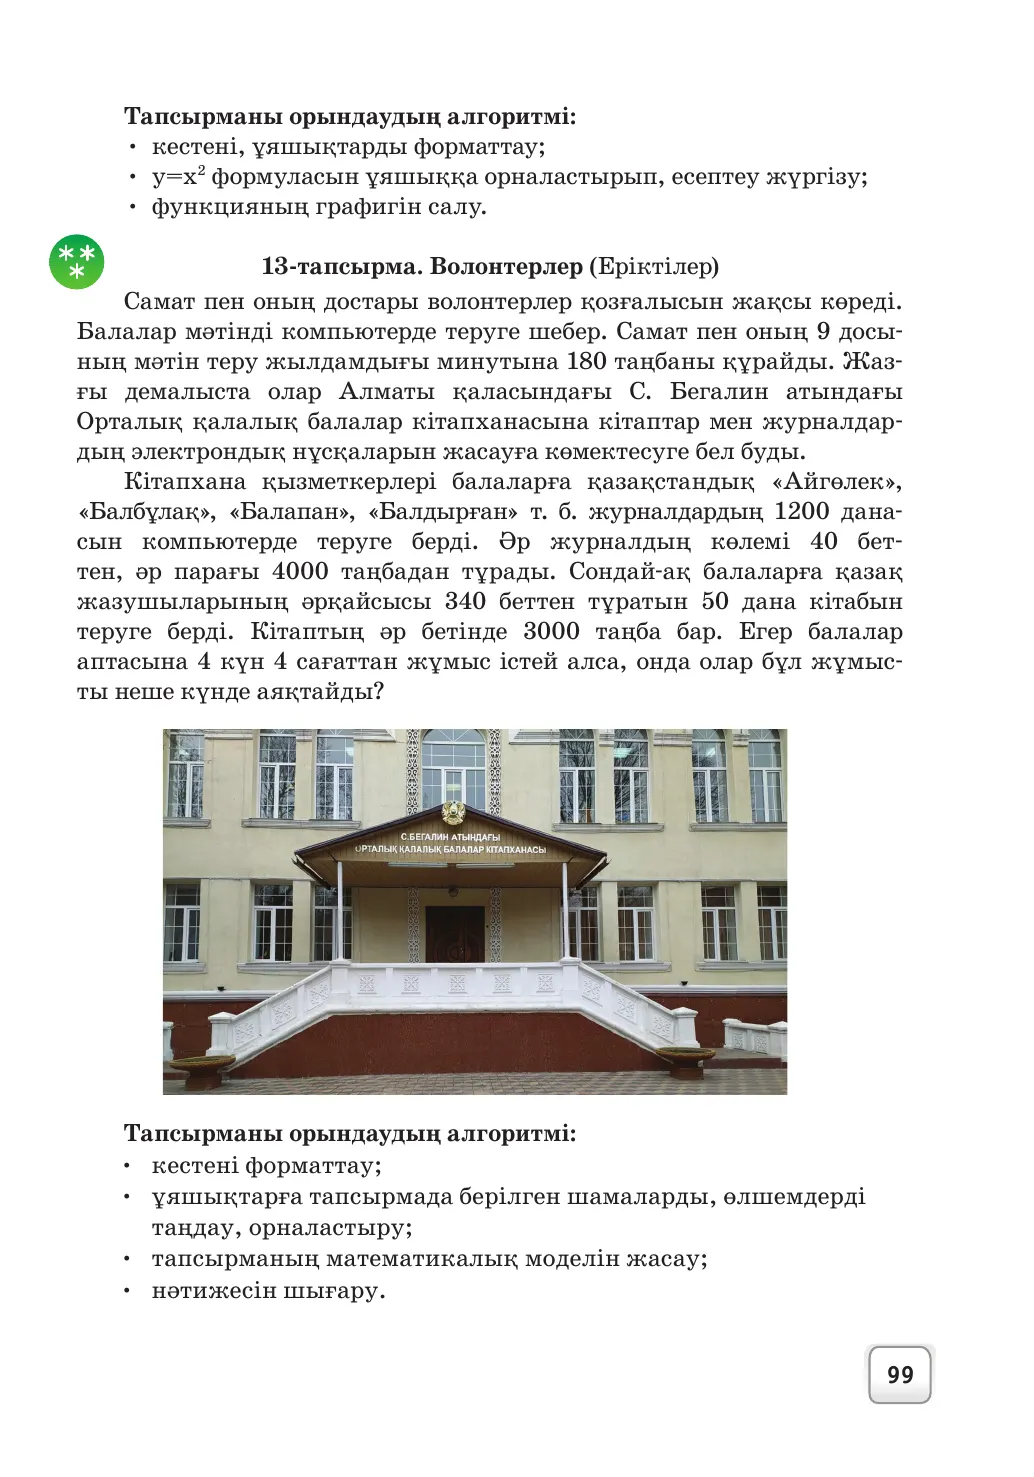 Тапсырманы орындаудың алгоритмі:
• кестені, ұяшықтарды форматтау;
• y=x² формуласын ұяшыққа орналастырып, есептеу жүргізу;
• функцияның графигін салу.
13-тапсырма. Волонтерлер (Еріктілер)
Самат пен оның достары волонтерлер қозғалысын жақсы көреді.
Балалар мәтінді компьютерде теруге шебер. Самат пен оның 9 досы-
ның мәтін теру жылдамдығы минутына 180 таңбаны құрайды. Жаз-
ғы демалыста олар Алматы қаласындағы С. Бегалин атындағы
Орталық қалалық балалар кітапханасына кітаптар мен журналдар-
дың электрондық нұсқаларын жасауға көмектесуге бел буды.
Кітапхана қызметкерлері балаларға қазақстандық «Айгөлек»,
«Балбұлақ», «Балапан», «Балдырған» т. б. журналдардың 1200 дана-
сын компьютерде теруге берді. Әр журналдың көлемі 40 бет-
тен, әр парағы 4000 таңбадан тұрады. Сондай-ақ балаларға қазақ
жазушыларының әрқайсысы 340 беттен тұратын 50 дана кітабын
теруге берді. Кітаптың әр бетінде 3000 таңба бар. Егер балалар
аптасына 4 күн 4 сағаттан жұмыс істей алса, онда олар бұл жұмыс-
ты неше күнде аяқтайды?
С.БЕГАЛИН АТЫНДАҒЫ
ОРТАЛЫҚ ҚАЛАЛЫҚ БАЛАЛАР КІТАПХАНАСЫ
Тапсырманы орындаудың алгоритмі:
• кестені форматтау;
• ұяшықтарға тапсырмада берілген шамаларды, өлшемдерді
таңдау, орналастыру;
• тапсырманың математикалық моделін жасау;
• нәтижесін шығару.
99